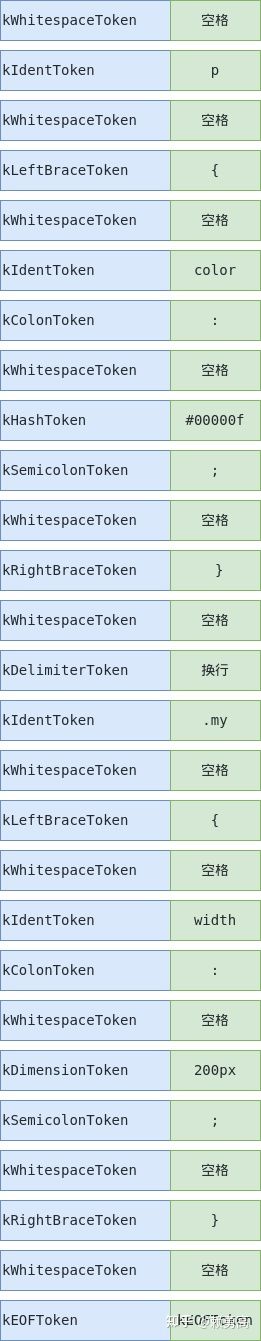 kWhitespaceToken 空格
kIdentToken p
kWhitespaceToken 空格
kLeftBraceToken {
kWhitespaceToken 空格
kIdentToken color
kColonToken :
kWhitespaceToken 空格
kHashToken #00000f
kSemicolonToken ;
kWhitespaceToken 空格
kRightBraceToken }
kWhitespaceToken 空格
kDelimiterToken 换行
kIdentToken .my
kWhitespaceToken 空格
kLeftBraceToken {
kWhitespaceToken 空格
kIdentToken width
kColonToken :
kWhitespaceToken 空格
kDimensionToken 200px
kSemicolonToken ;
kWhitespaceToken 空格
kRightBraceToken }
kWhitespaceToken 空格
kEOFToken kEOFToken